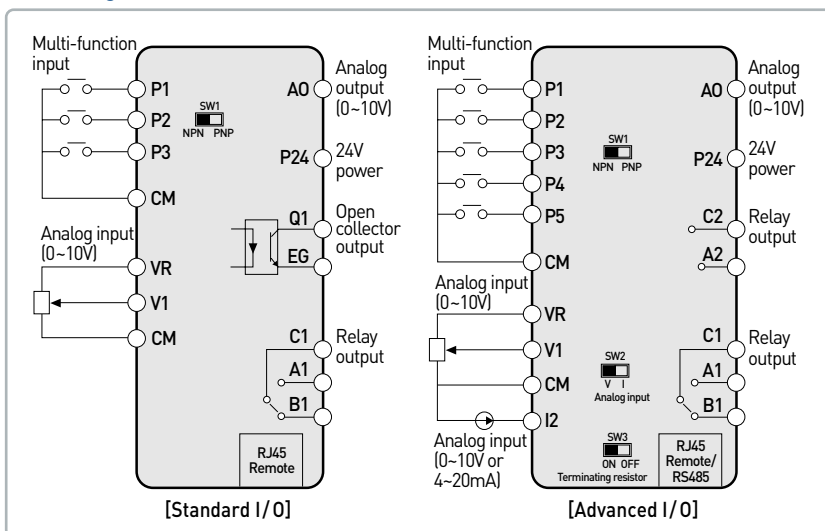 Multi-function
input
P1
P2
P3
CM
SW1
NPN PNP
Analog input
(0~10V)
VR
V1
CM
AO
Analog
output
(0~10V)
P24
24V
power
Q1
EG
Open
collector
output
C1
A1
B1
Relay
output
RJ45
Remote
[Standard I/O]
Multi-function
input
P1
P2
P3
P4
P5
CM
SW1
NPN PNP
Analog input
(0~10V)
VR
V1
CM
I2
Analog input
(0~10V or
4~20mA)
SW2
V I
Analog input
SW3
ON OFF
Terminating resistor
AO
Analog
output
(0~10V)
P24
24V
power
C2
A2
Relay
output
C1
A1
B1
Relay
output
RJ45
Remote/
RS485
[Advanced I/O]